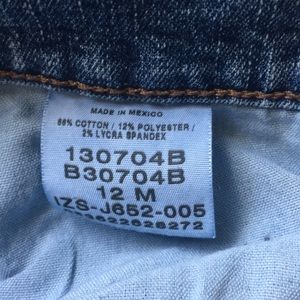 MADE IN MEXICO
86% COTTON / 12% POLYESTER /
2% LYCRA SPANDEX
130704B
B30704B
12 M
IZS-J652-005